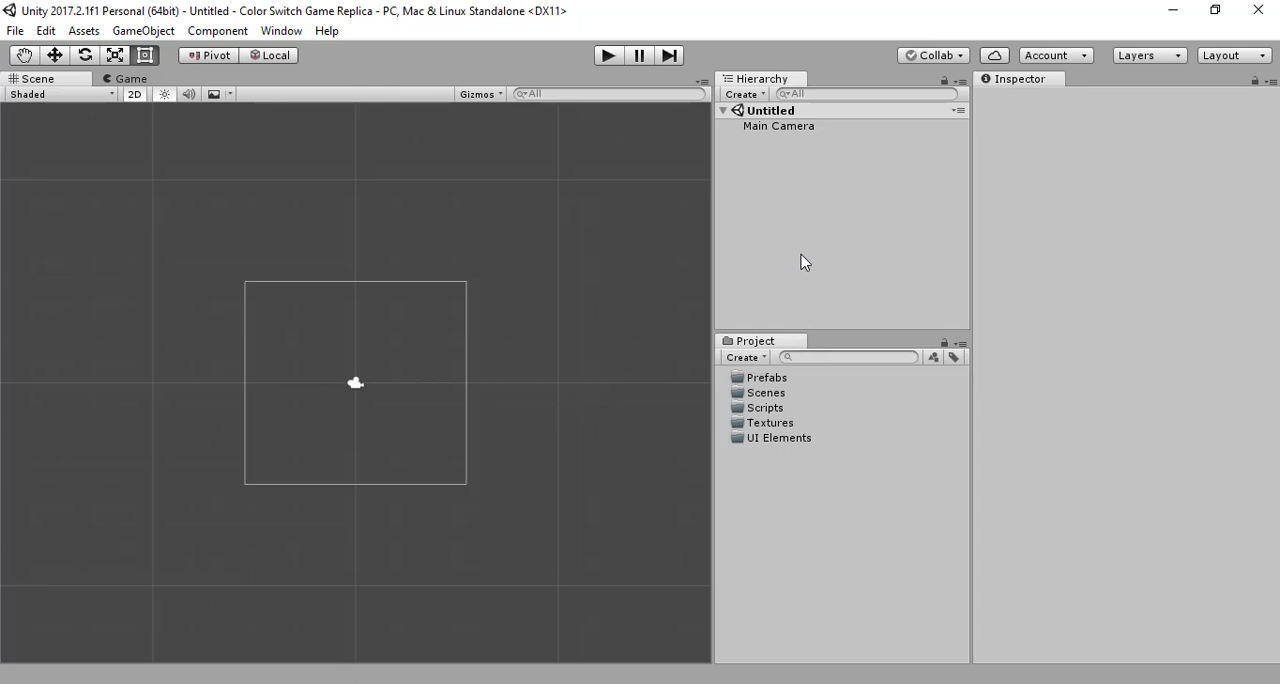 Unity 2017.2.1f1 Personal (64bit) - Untitled - Color Switch Game Replica - PC, Mac & Linux Standalone <DX11>
File Edit Assets GameObject Component Window Help
Pivot Local Collab Account Layers Layout
Scene Game Hierarchy Inspector
Shaded 2D Gizmos All Create All
Untitled
Main Camera
Project
Create
Prefabs
Scenes
Scripts
Textures
UI Elements